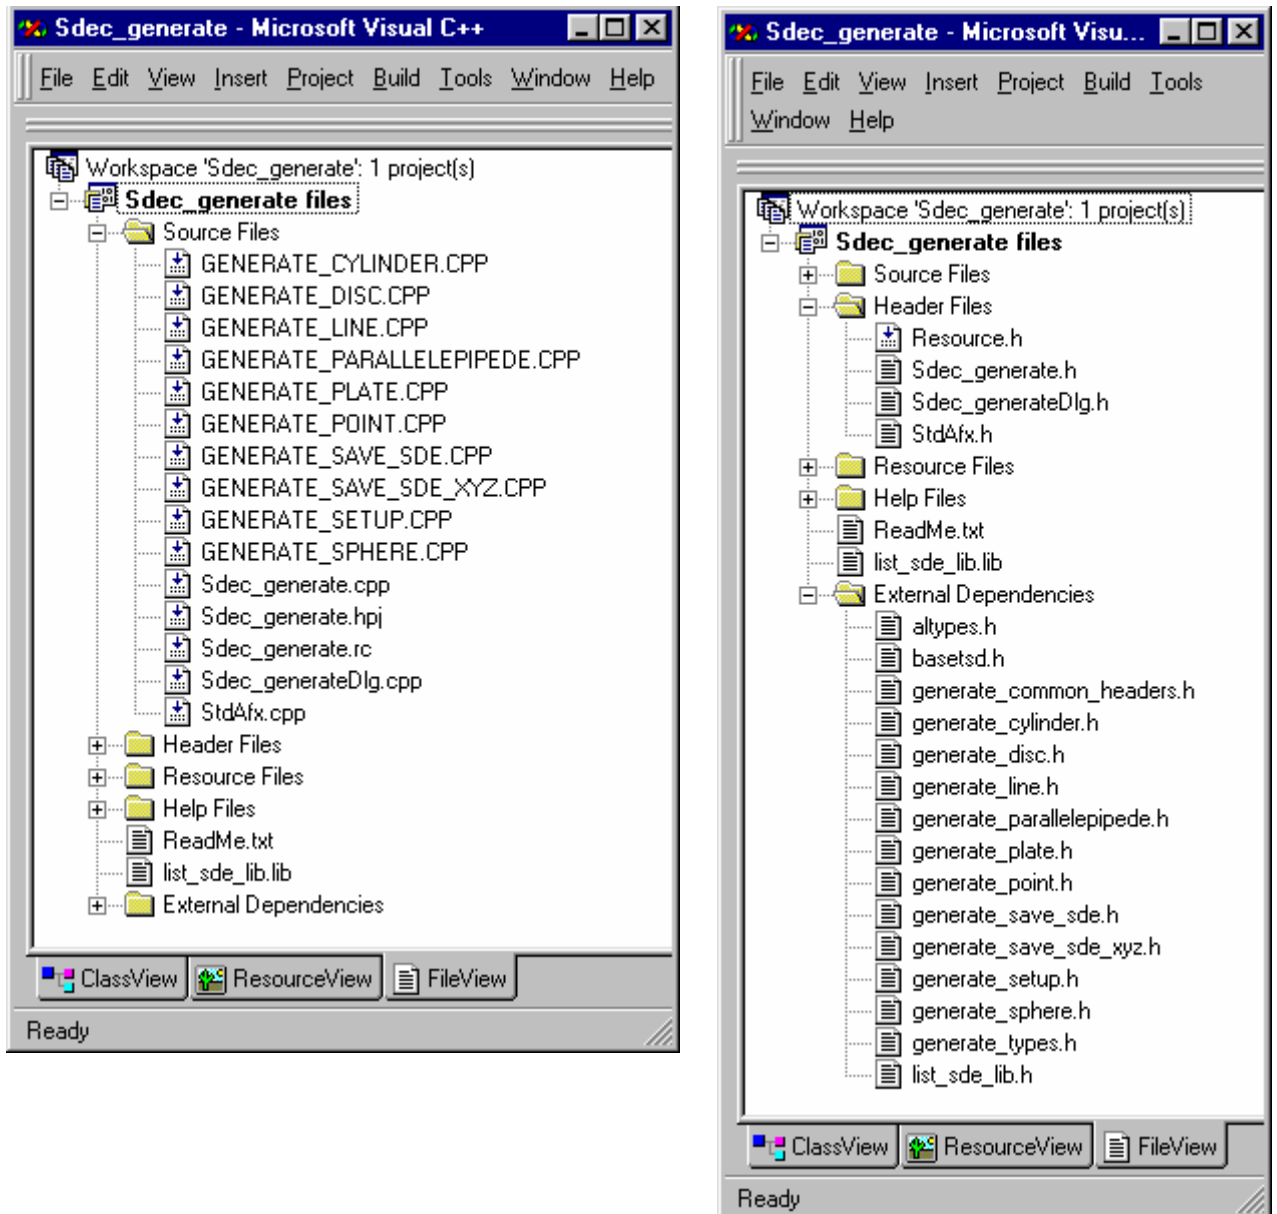 Sdec_generate - Microsoft Visual C++
File Edit View Insert Project Build Tools Window Help
Workspace 'Sdec_generate': 1 project(s)
Sdec_generate files
Source Files
GENERATE_CYLINDER.CPP
GENERATE_DISC.CPP
GENERATE_LINE.CPP
GENERATE_PARALLELEPIPEDE.CPP
GENERATE_PLATE.CPP
GENERATE_POINT.CPP
GENERATE_SAVE_SDE.CPP
GENERATE_SAVE_SDE_XYZ.CPP
GENERATE_SETUP.CPP
GENERATE_SPHERE.CPP
Sdec_generate.cpp
Sdec_generate.hpj
Sdec_generate.rc
Sdec_generateDlg.cpp
StdAfx.cpp
Header Files
Resource Files
Help Files
ReadMe.txt
list_sde_lib.lib
External Dependencies
ClassView ResourceView FileView
Ready
Sdec_generate - Microsoft Visu...
File Edit View Insert Project Build Tools
Window Help
Workspace 'Sdec_generate': 1 project(s)
Sdec_generate files
Source Files
Header Files
Resource.h
Sdec_generate.h
Sdec_generateDlg.h
StdAfx.h
Resource Files
Help Files
ReadMe.txt
list_sde_lib.lib
External Dependencies
altypes.h
basetsd.h
generate_common_headers.h
generate_cylinder.h
generate_disc.h
generate_line.h
generate_parallelepipede.h
generate_plate.h
generate_point.h
generate_save_sde.h
generate_save_sde_xyz.h
generate_setup.h
generate_sphere.h
generate_types.h
list_sde_lib.h
ClassView ResourceView FileView
Ready